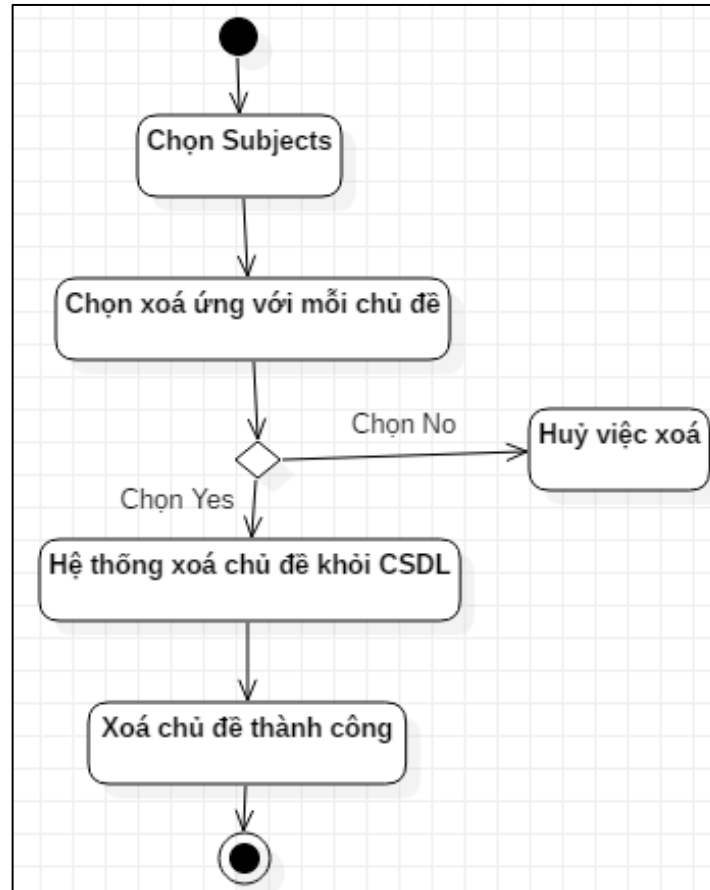 Chọn Subjects
Chọn xoá ứng với mỗi chủ đề
Chọn No
Huỷ việc xoá
Chọn Yes
Hệ thống xoá chủ đề khỏi CSDL
Xoá chủ đề thành công